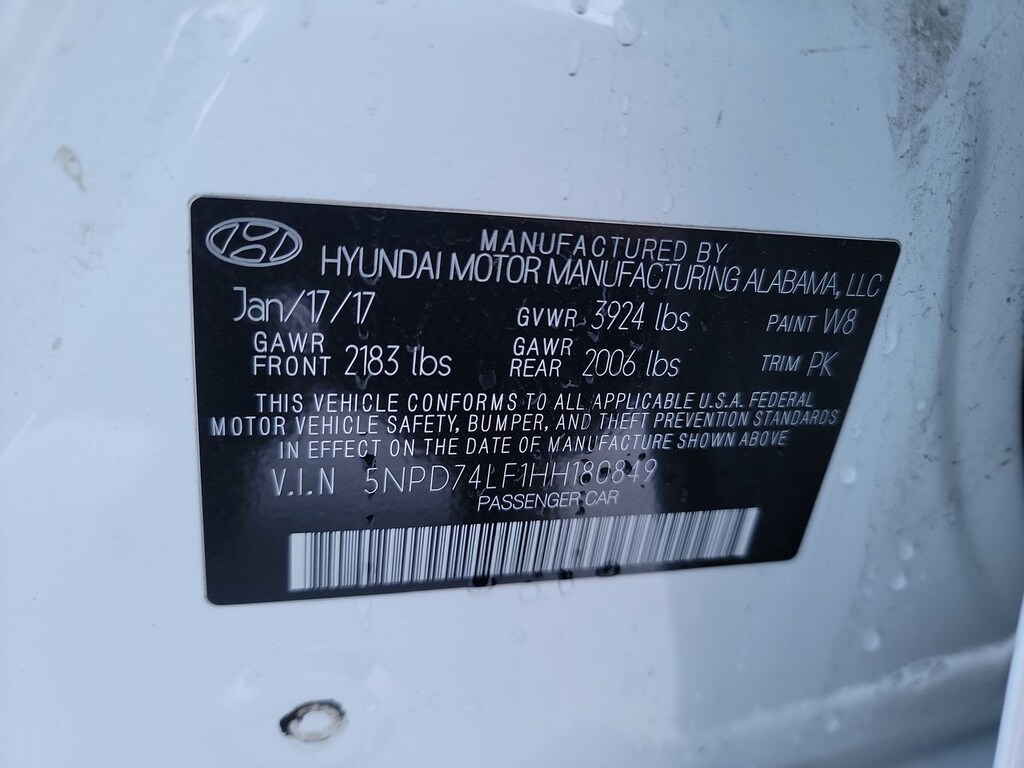 MANUFACTURED BY
HYUNDAI MOTOR MANUFACTURING ALABAMA, LLC
Jan/17/17 GVWR 3924 lbs PAINT W8
GAWR FRONT 2183 lbs GAWR REAR 2006 lbs TRIM PK
THIS VEHICLE CONFORMS TO ALL APPLICABLE U.S.A. FEDERAL
MOTOR VEHICLE SAFETY, BUMPER, AND THEFT PREVENTION STANDARDS
IN EFFECT ON THE DATE OF MANUFACTURE SHOWN ABOVE
V.I.N 5NPD74LF1HH180849
PASSENGER CAR